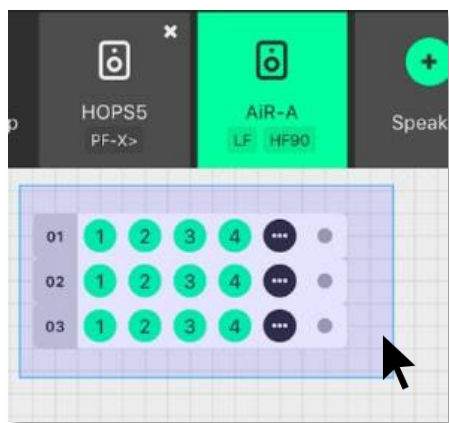 p
HOPS5
PF-X>
AiR-A
LF HF90
Speak
01 1 2 3 4
02 1 2 3 4
03 1 2 3 4